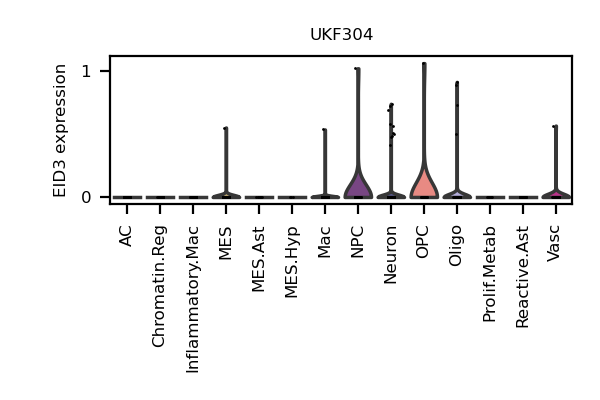 UKF304
EID3 expression
1
0
AC
Chromatin.Reg
Inflammatory.Mac
MES
MES.Ast
MES.Hyp
Mac
NPC
Neuron
OPC
Oligo
Prolif.Metab
Reactive.Ast
Vasc